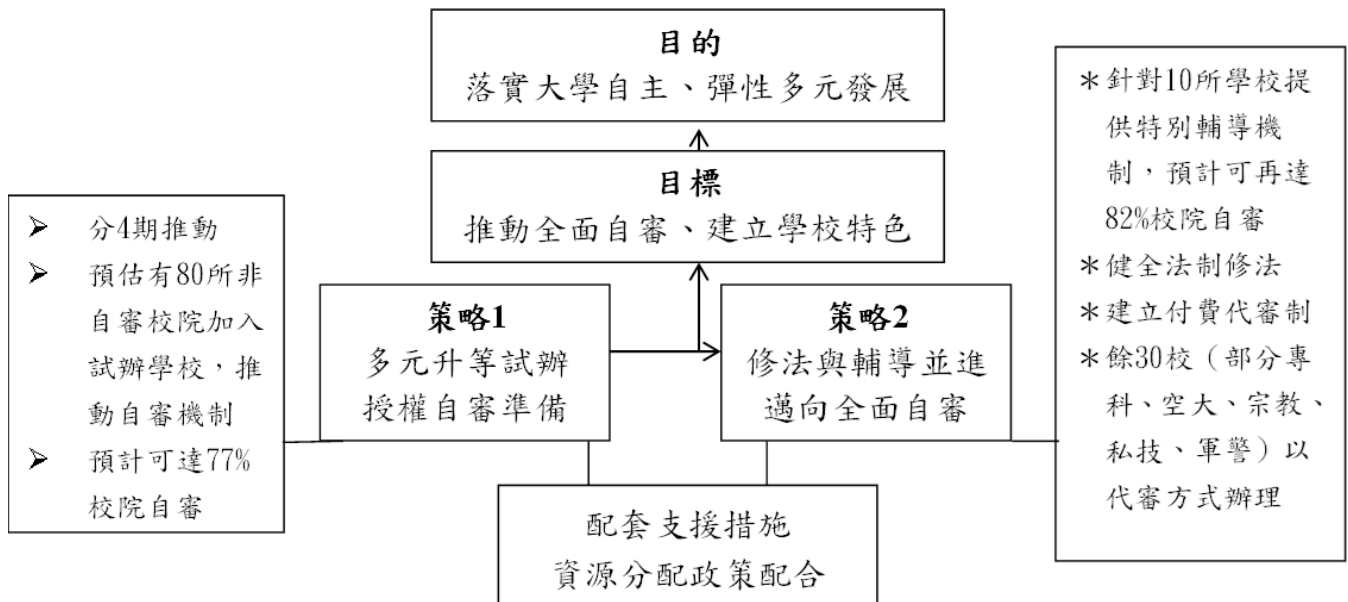 目的
落實大學自主、彈性多元發展
目標
推動全面自審、建立學校特色
➢ 分4期推動
➢ 預估有80所非
自審校院加入
試辦學校，推
動自審機制
➢ 預計可達77%
校院自審
策略1
多元升等試辦
授權自審準備
策略2
修法與輔導並進
邁向全面自審
配套支援措施
資源分配政策配合
＊針對10所學校提
供特別輔導機
制，預計可再達
82%校院自審
＊健全法制修法
＊建立付費代審制
＊餘30校（部分專
科、空大、宗教、
私技、軍警）以
代審方式辦理